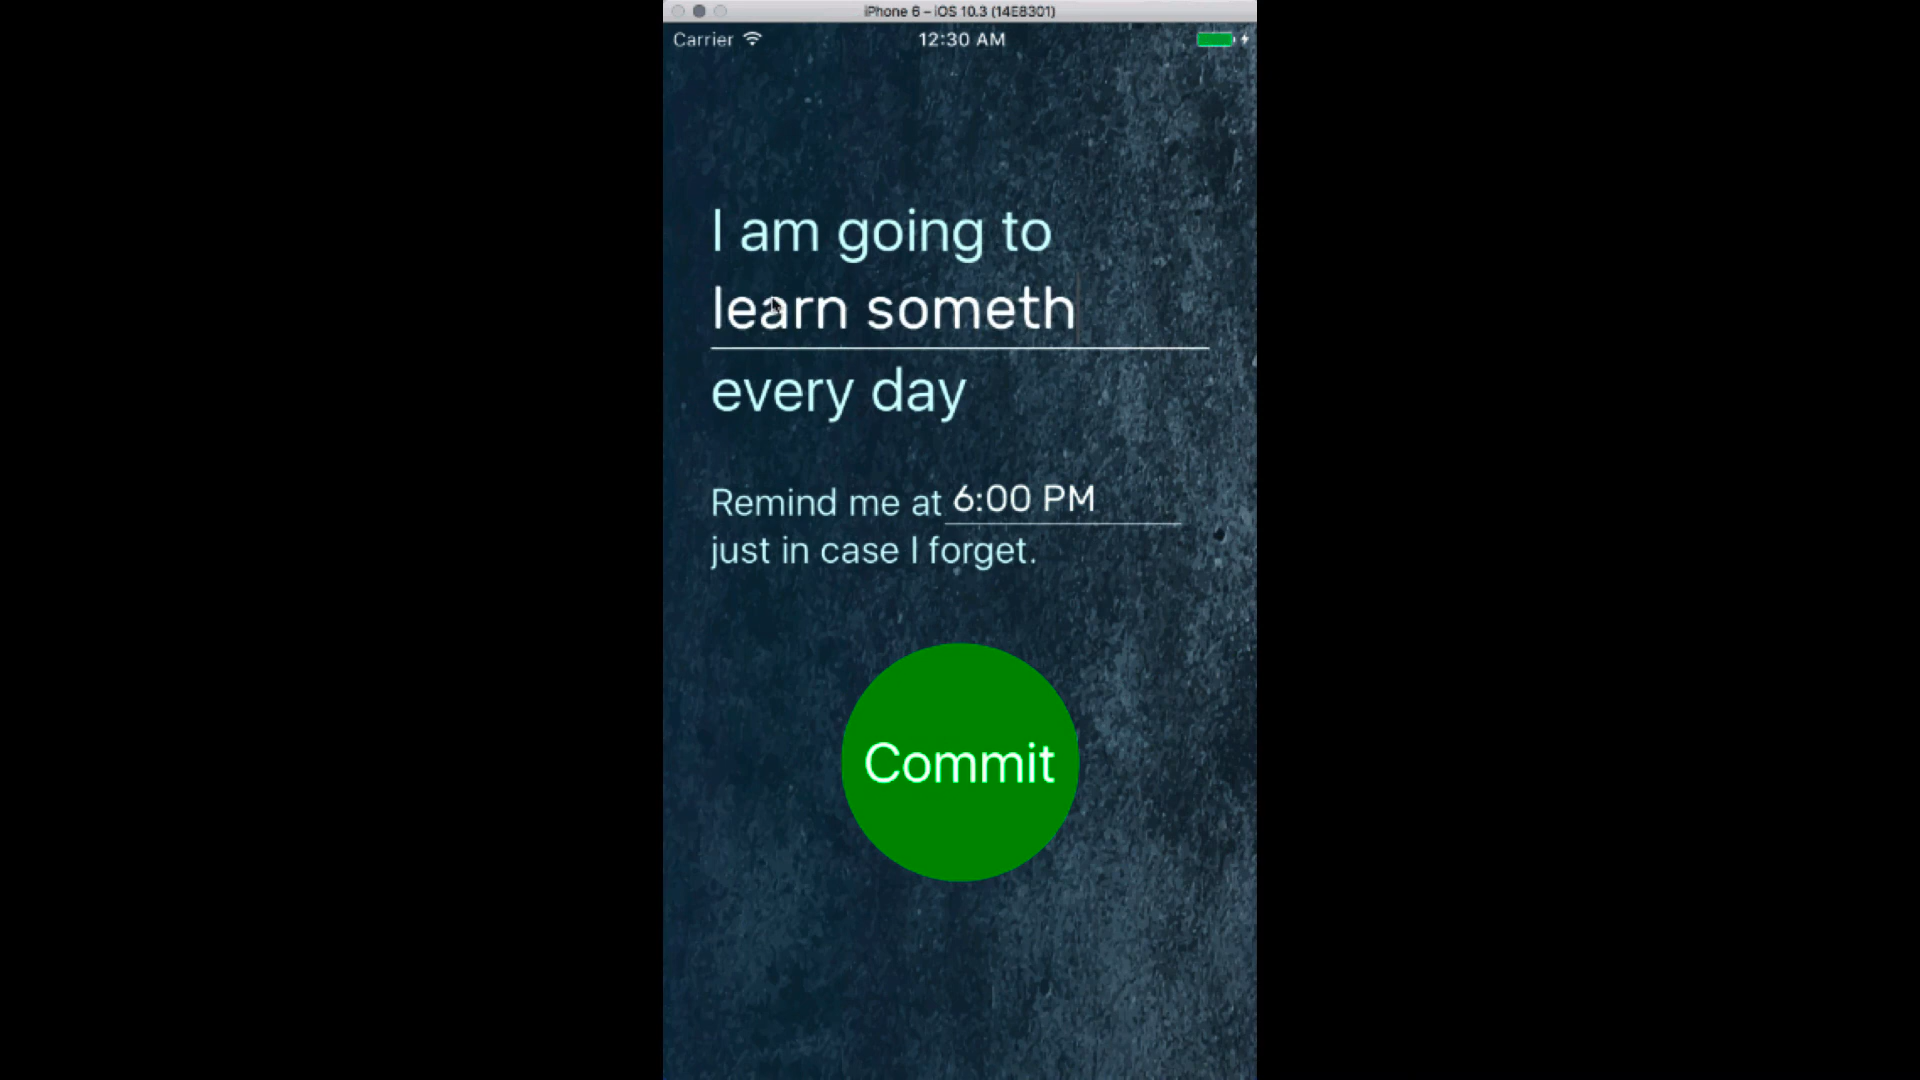 iPhone 6 – iOS 10.3 (14E8301)
Carrier 12:30 AM
I am going to
learn someth
every day
Remind me at 6:00 PM
just in case I forget.
Commit